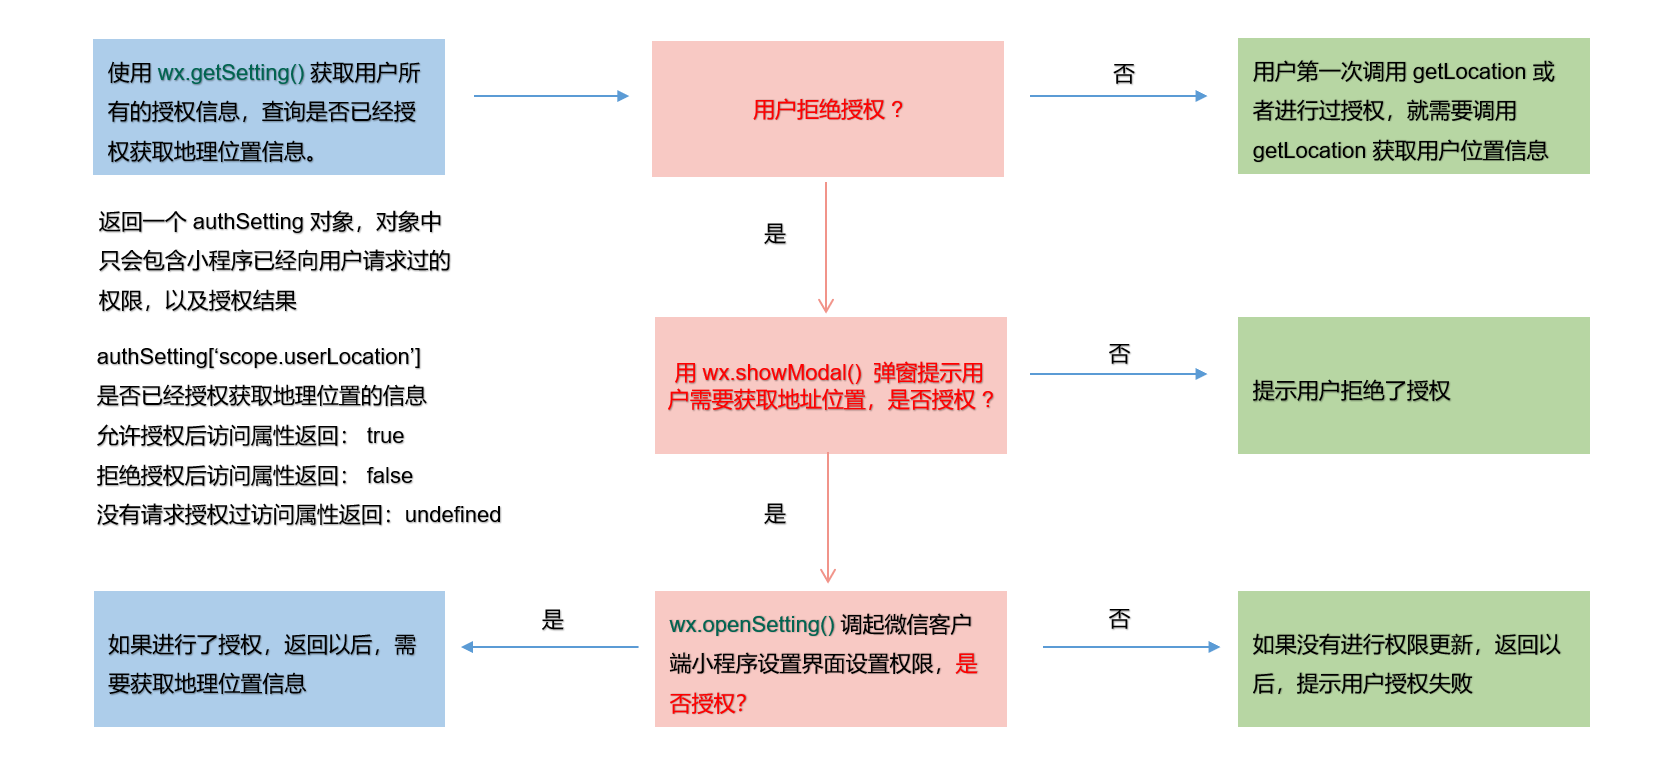 使用 wx.getSetting() 获取用户所
有的授权信息，查询是否已经授
权获取地理位置信息。
用户拒绝授权 ?
否
用户第一次调用 getLocation 或
者进行过授权，就需要调用
getLocation 获取用户位置信息
返回一个 authSetting 对象，对象中
只会包含小程序已经向用户请求过的
权限，以及授权结果
是
authSetting[‘scope.userLocation’]
是否已经授权获取地理位置的信息
允许授权后访问属性返回： true
拒绝授权后访问属性返回： false
没有请求授权过访问属性返回：undefined
用 wx.showModal() 弹窗提示用
户需要获取地址位置，是否授权 ?
否
提示用户拒绝了授权
是
如果进行了授权，返回以后，需
要获取地理位置信息
是
wx.openSetting() 调起微信客户
端小程序设置界面设置权限，是
否授权?
否
如果没有进行权限更新，返回以
后，提示用户授权失败